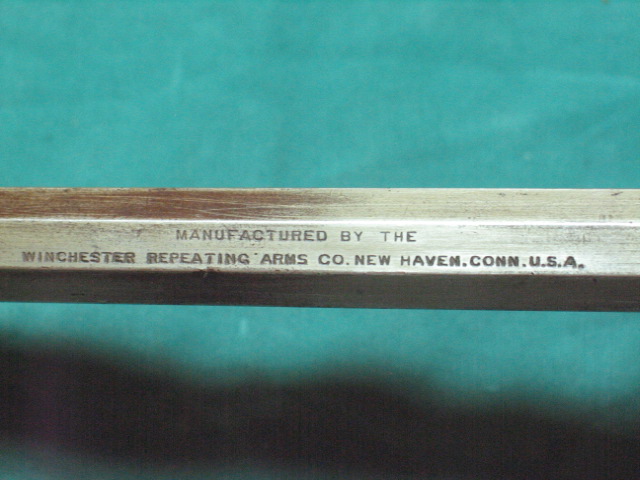 MANUFACTURED BY THE
WINCHESTER REPEATING ARMS CO. NEW HAVEN. CONN. U.S.A.